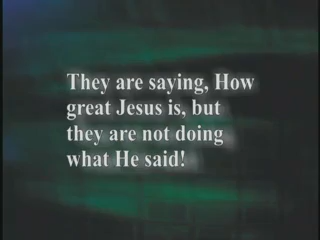 They are saying, How
great Jesus is, but
they are not doing
what He said!